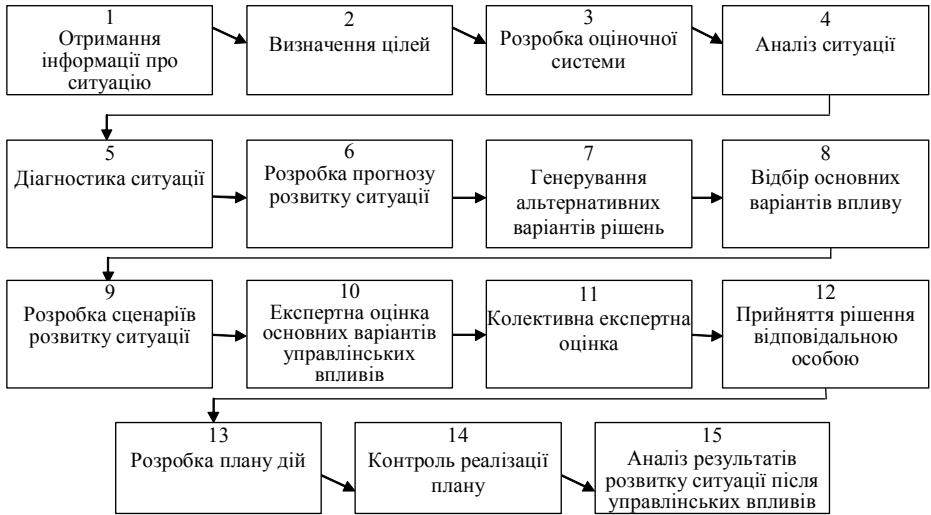 1
Отримання
інформації про
ситуацію
2
Визначення цілей
3
Розробка оціночної
системи
4
Аналіз ситуації
5
Діагностика ситуації
6
Розробка прогнозу
розвитку ситуації
7
Генерування
альтернативних
варіантів рішень
8
Відбір основних
варіантів впливу
9
Розробка сценаріїв
розвитку ситуації
10
Експертна оцінка
основних варіантів
управлінських
впливів
11
Колективна експертна
оцінка
12
Прийняття рішення
відповідальною
особою
13
Розробка плану дій
14
Контроль реалізації
плану
15
Аналіз результатів
розвитку ситуації після
управлінських впливів